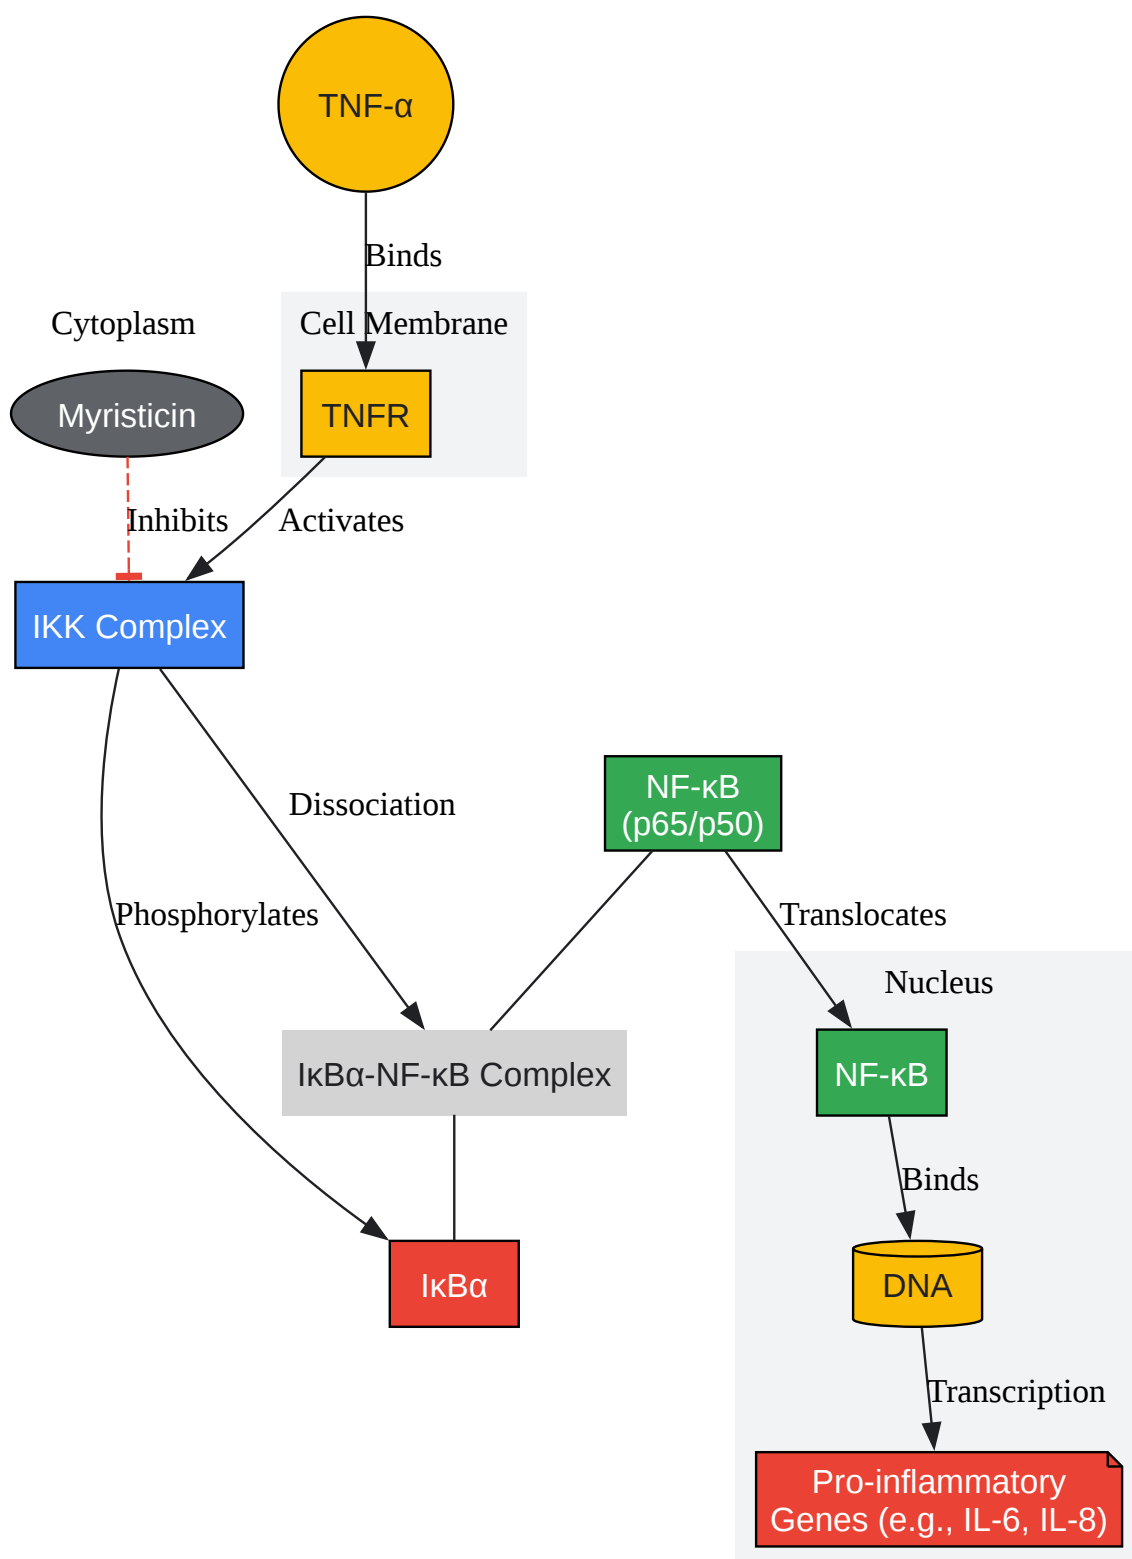 TNF-α
Binds
Cell Membrane
Cytoplasm
Myristicin
TNFR
Inhibits
Activates
IKK Complex
Dissociation
NF-κB
(p65/p50)
Phosphorylates
Translocates
Nucleus
IκBα-NF-κB Complex
NF-κB
Binds
IκBα
DNA
Transcription
Pro-inflammatory
Genes (e.g., IL-6, IL-8)